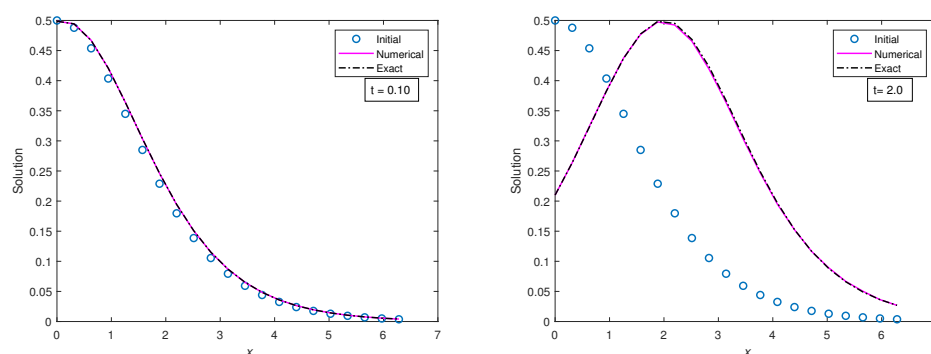 0.5
0.45
0.4
0.35
0.3
0.25
0.2
0.15
0.1
0.05
0
Solution
0 1 2 3 4 5 6 7
x
Initial
Numerical
Exact
t = 0.10
0.5
0.45
0.4
0.35
0.3
0.25
0.2
0.15
0.1
0.05
0
Solution
0 1 2 3 4 5 6
x
Initial
Numerical
Exact
t= 2.0